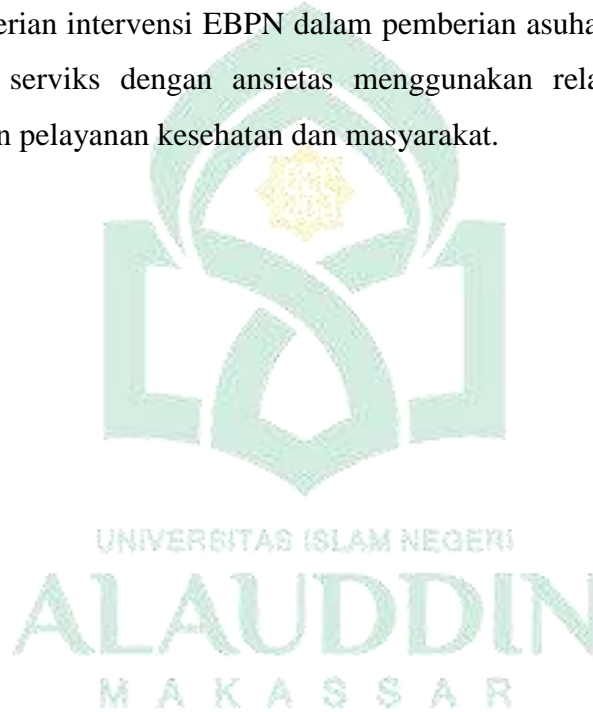 erian intervensi EBPN dalam pemberian asuha
serviks dengan ansietas menggunakan rela
n pelayanan kesehatan dan masyarakat.
UNIVERSITAS ISLAM NEGERI
ALAUDDIN
MAKASSAR